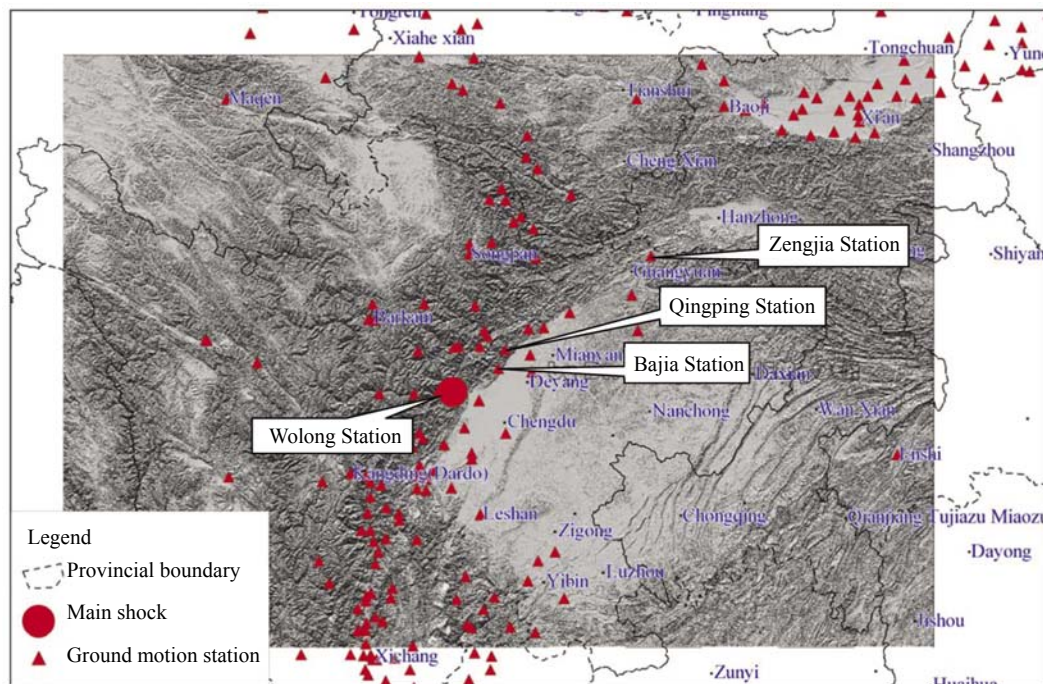 Tongren
Xiahe xian
Tongchuan
Maqen
Tianshui
Baoji
Xi'an
Shangzhou
Cheng Xian
Hanzhong
Zengjia Station
Songpan
Shiyan
Guangyuan
Qingping Station
Barkam
Mianyan
Bajia Station
Deyang
Daxian
Nanchong
Wan Xian
Wolong Station
Chengdu
Enshi
Kangding(Dardo)
Leshan
Chongqing
Qianjiang Tujiazu Miaozu
Zigong
Dayong
Legend
Provincial boundary
Luzhou
Yibin
Main shock
Jishou
Ground motion station
Xichang
Zunyi